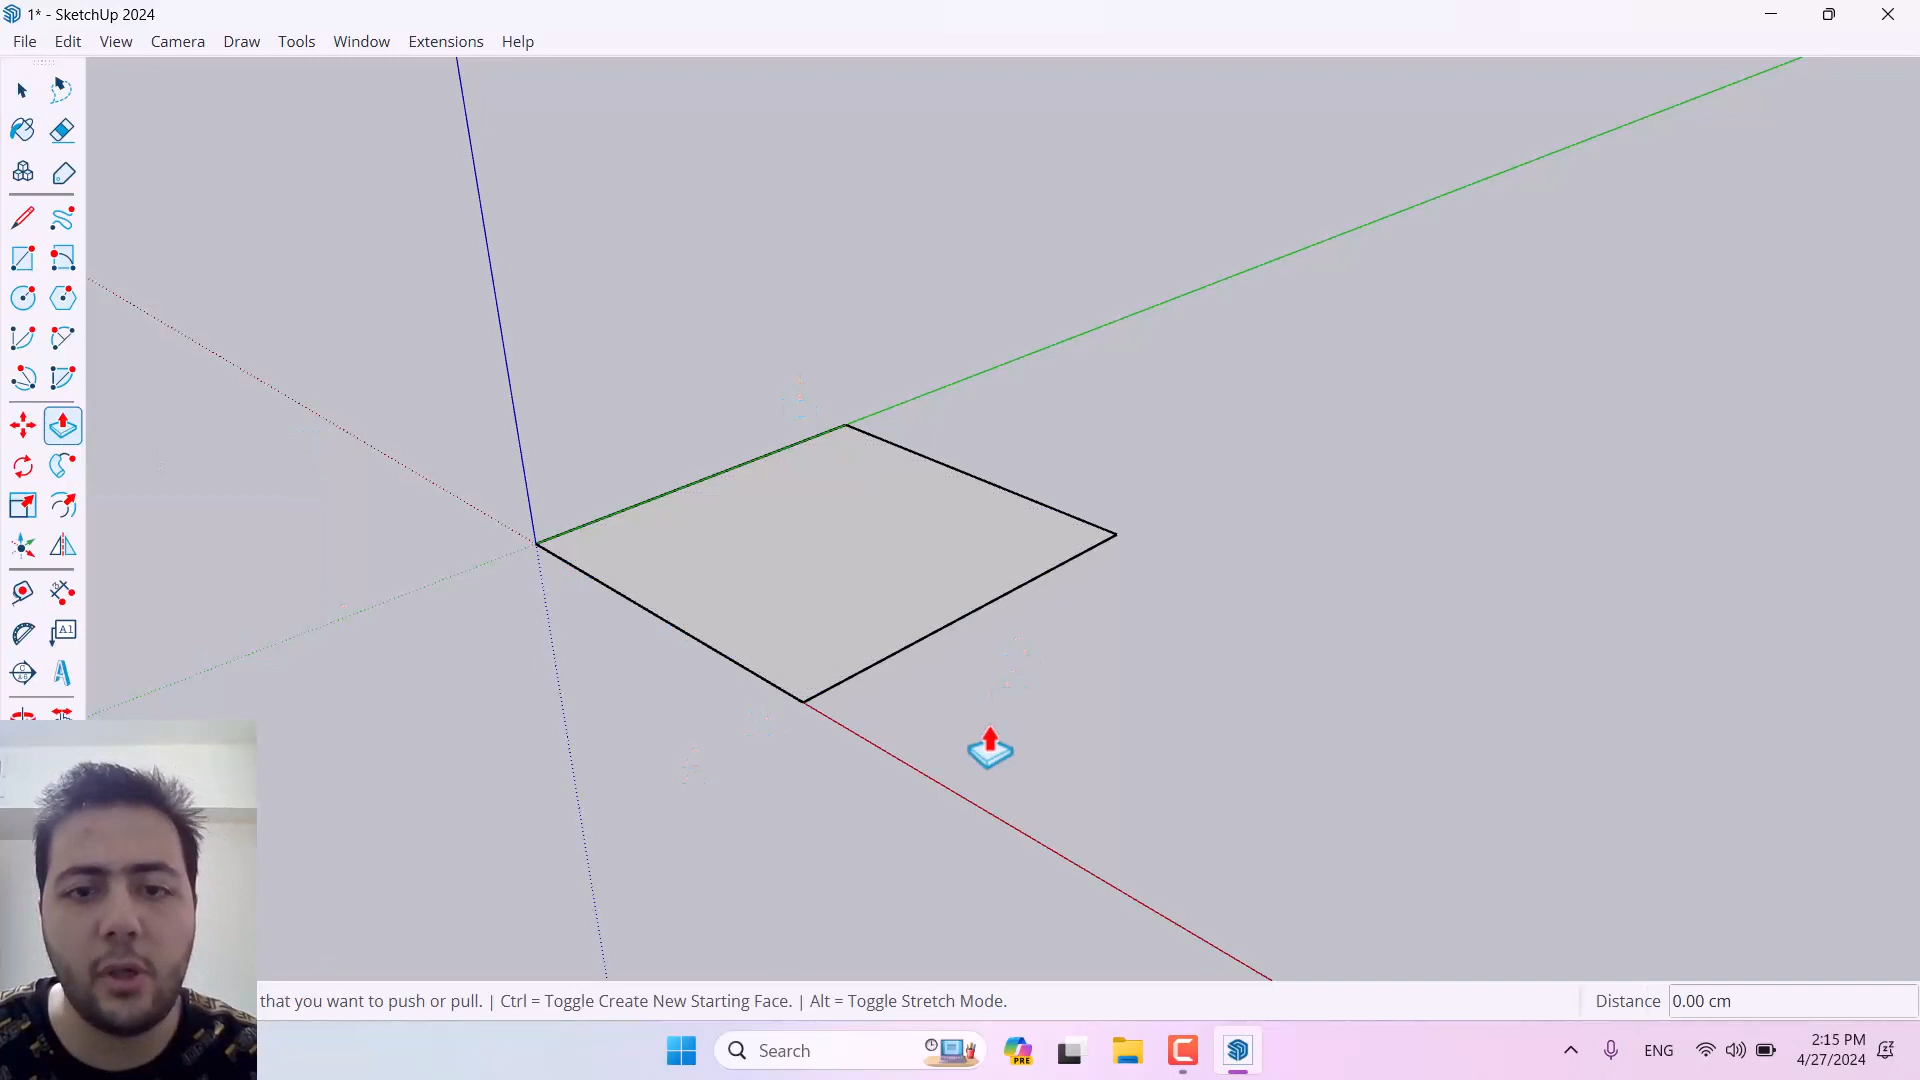 1* - SketchUp 2024
File Edit View Camera Draw Tools Window Extensions Help
A1
that you want to push or pull. | Ctrl = Toggle Create New Starting Face. | Alt = Toggle Stretch Mode.
Distance 0.00 cm
Search
PRE
ENG
2:15 PM
4/27/2024